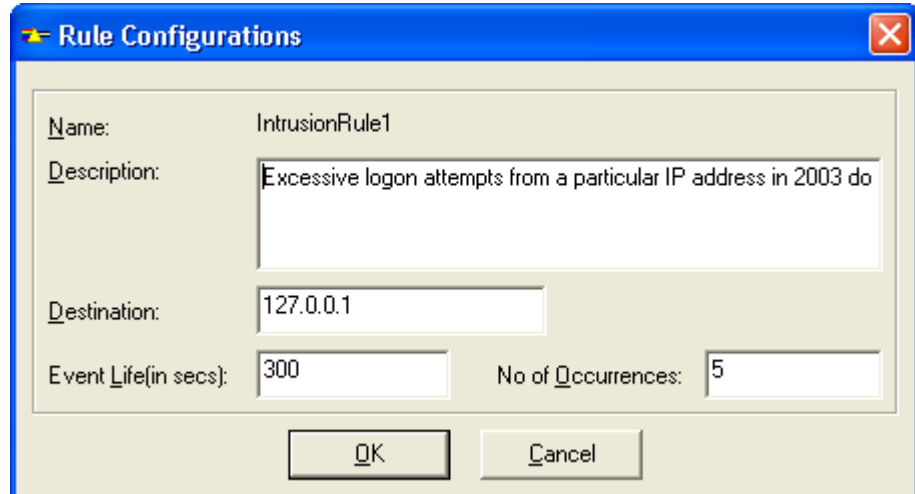 Rule Configurations
Name: IntrusionRule1
Description: Excessive logon attempts from a particular IP address in 2003 do
Destination: 127.0.0.1
Event Life(in secs): 300 No of Occurrences: 5
OK Cancel